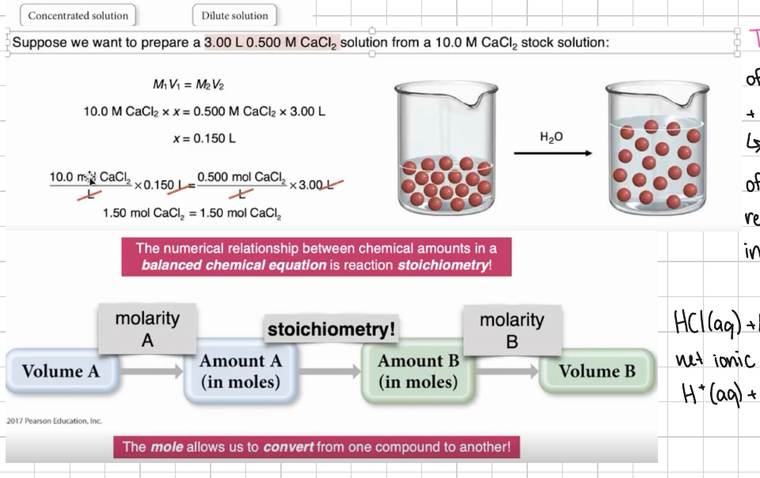 Concentrated solution
Dilute solution
Suppose we want to prepare a 3.00 L 0.500 M CaCl₂ solution from a 10.0 M CaCl₂ stock solution:
M₁V₁ = M₂V₂
10.0 M CaCl₂ × x = 0.500 M CaCl₂ × 3.00 L
x = 0.150 L
10.0 mol CaCl₂ / L × 0.150 L = 0.500 mol CaCl₂ / L × 3.00 L
1.50 mol CaCl₂ = 1.50 mol CaCl₂
H₂O
The numerical relationship between chemical amounts in a
balanced chemical equation is reaction stoichiometry!
molarity
A
stoichiometry!
molarity
B
Volume A
Amount A
(in moles)
Amount B
(in moles)
Volume B
2017 Pearson Education, Inc.
The mole allows us to convert from one compound to another!
T
of
+
of
re
in
HCl(aq) +
net ionic
H⁺(aq) +